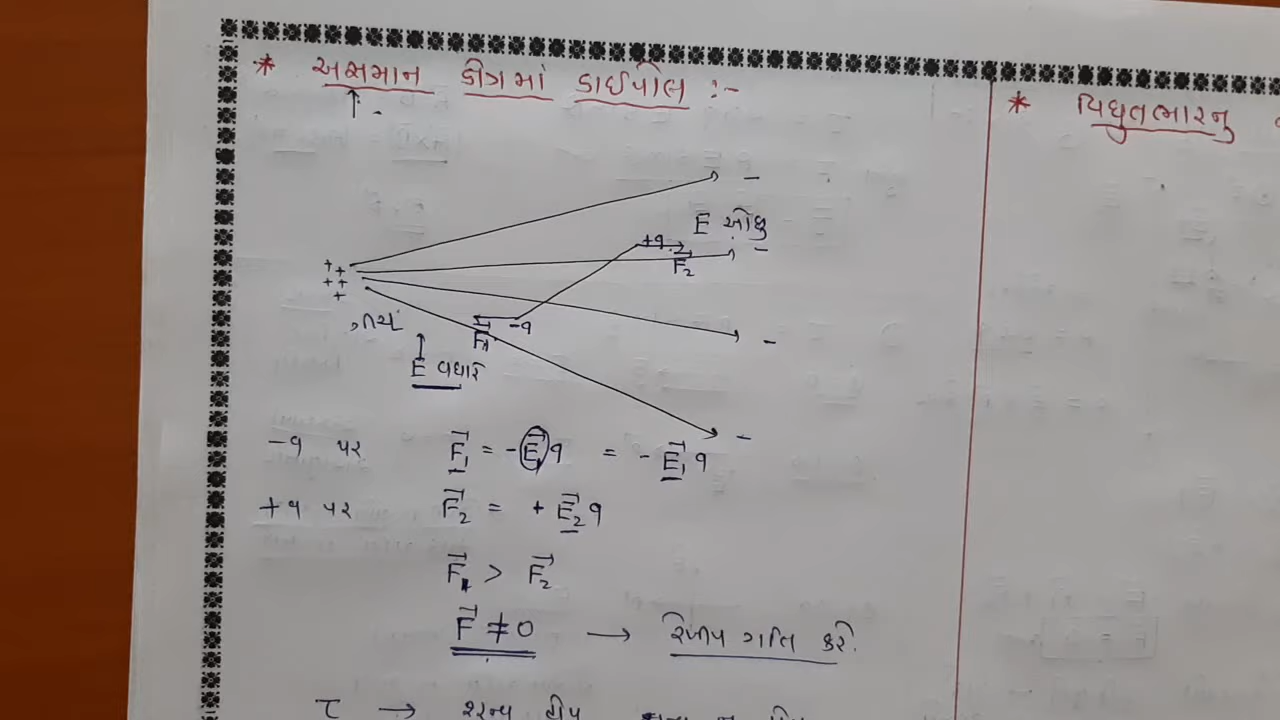 * અસમાન ક્ષેત્રમાં ડાઈપોલ :-
* વિધુતભારનુ
E ઓછુ
+q
F₂
-q
F₁
E વધારે
-q પર F₁ = -E₁q = - E₁q
+q પર F₂ = + E₂q
F₁ > F₂
F ≠ 0 → રેખીય ગતિ કરે.
τ →